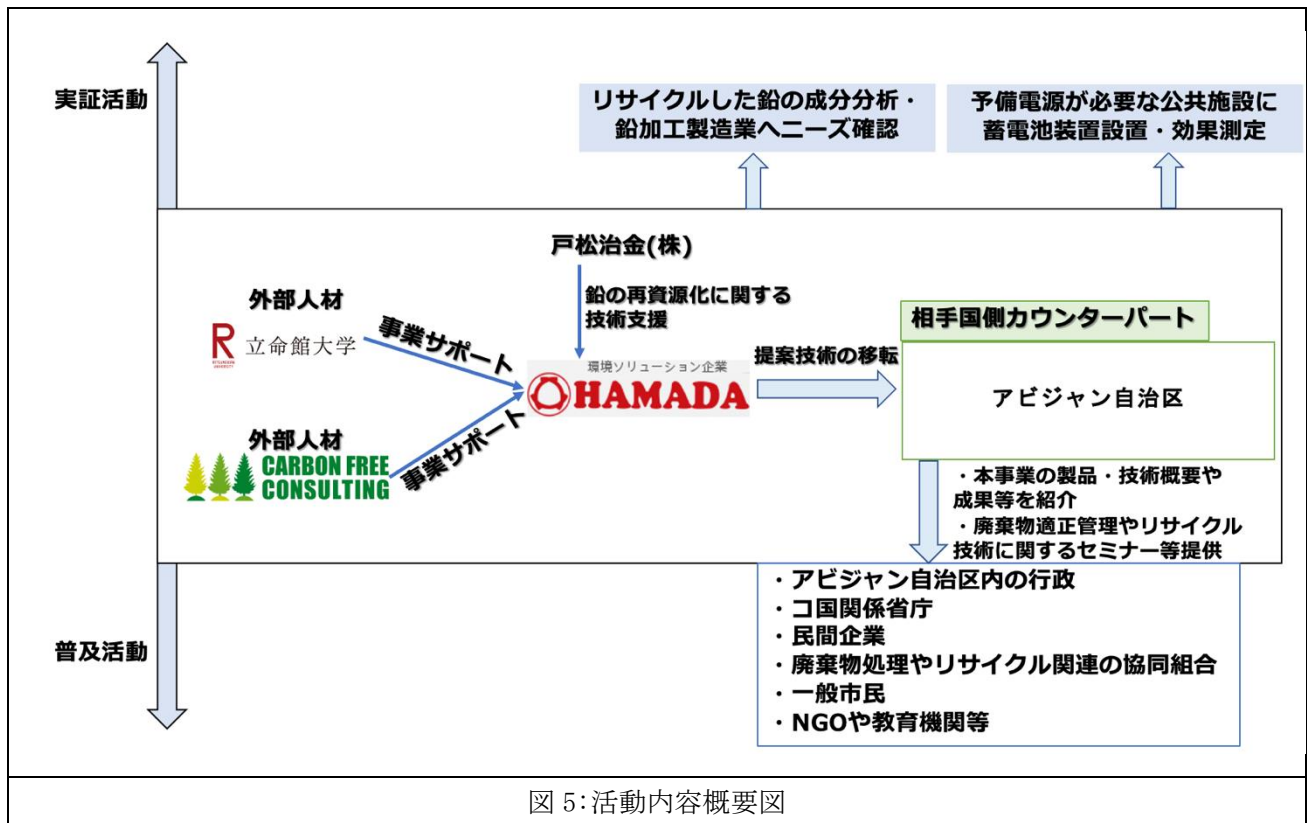 実証活動
リサイクルした鉛の成分分析・
鉛加工製造業へニーズ確認
予備電源が必要な公共施設に
蓄電池装置設置・効果測定
戸松治金(株)
鉛の再資源化に関する
技術支援
外部人材
R 立命館大学
RITSUMEIKAN
UNIVERSITY
事業サポート
外部人材
CARBON FREE
CONSULTING
事業サポート
環境ソリューション企業
HAMADA
提案技術の移転
相手国側カウンターパート
アビジャン自治区
・本事業の製品・技術概要や
成果等を紹介
・廃棄物適正管理やリサイクル
技術に関するセミナー等提供
普及活動
・アビジャン自治区内の行政
・コ国関係省庁
・民間企業
・廃棄物処理やリサイクル関連の協同組合
・一般市民
・NGOや教育機関等
図 5:活動内容概要図